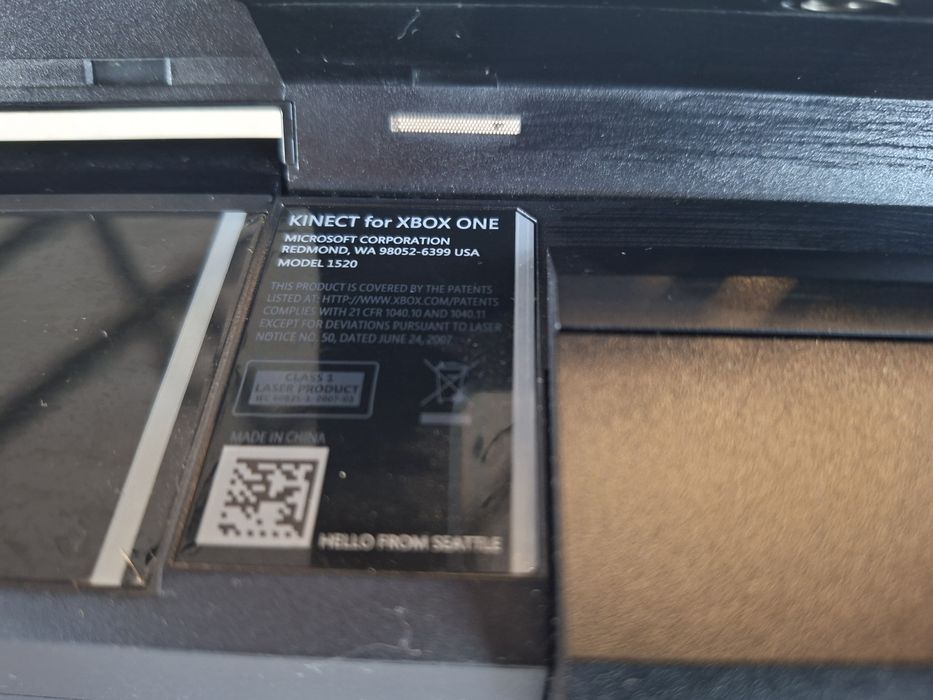 KINECT for XBOX ONE
MICROSOFT CORPORATION
REDMOND, WA 98052-6399 USA
MODEL 1520
THIS PRODUCT IS COVERED BY THE PATENTS
LISTED AT: HTTP://WWW.XBOX.COM/PATENTS
COMPLIES WITH 21 CFR 1040.10 AND 1040.11
EXCEPT FOR DEVIATIONS PURSUANT TO LASER
NOTICE NO. 50, DATED JUNE 24, 2007
CLASS 1
LASER PRODUCT
MADE IN CHINA
HELLO FROM SEATTLE